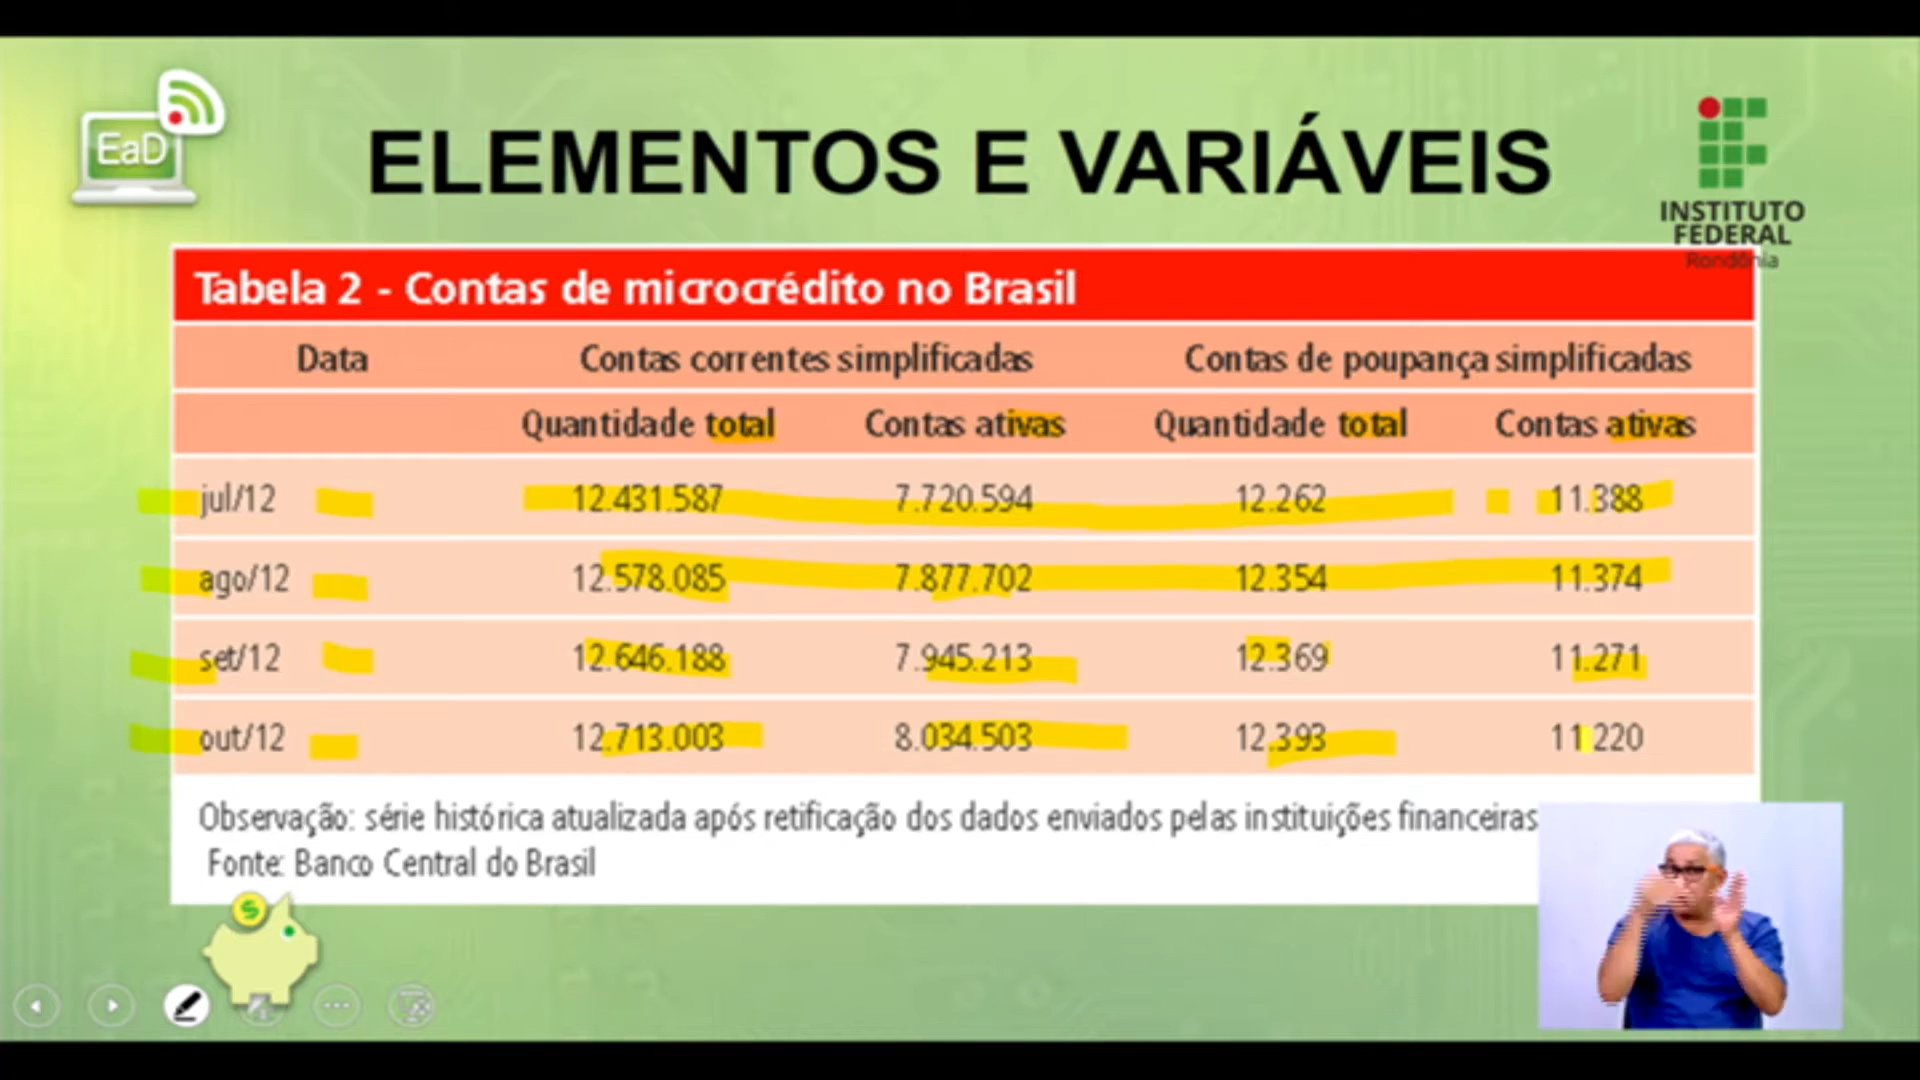 EaD
ELEMENTOS E VARIÁVEIS
INSTITUTO
FEDERAL
Rondônia
Tabela 2 - Contas de microcrédito no Brasil
Data Contas correntes simplificadas Contas de poupança simplificadas
Quantidade total Contas ativas Quantidade total Contas ativas
jul/12 12.431.587 7.720.594 12.262 11.388
ago/12 12.578.085 7.877.702 12.354 11.374
set/12 12.646.188 7.945.213 12.369 11.271
out/12 12.713.003 8.034.503 12.393 11.220
Observação: série histórica atualizada após retificação dos dados enviados pelas instituições financeiras
Fonte: Banco Central do Brasil
$